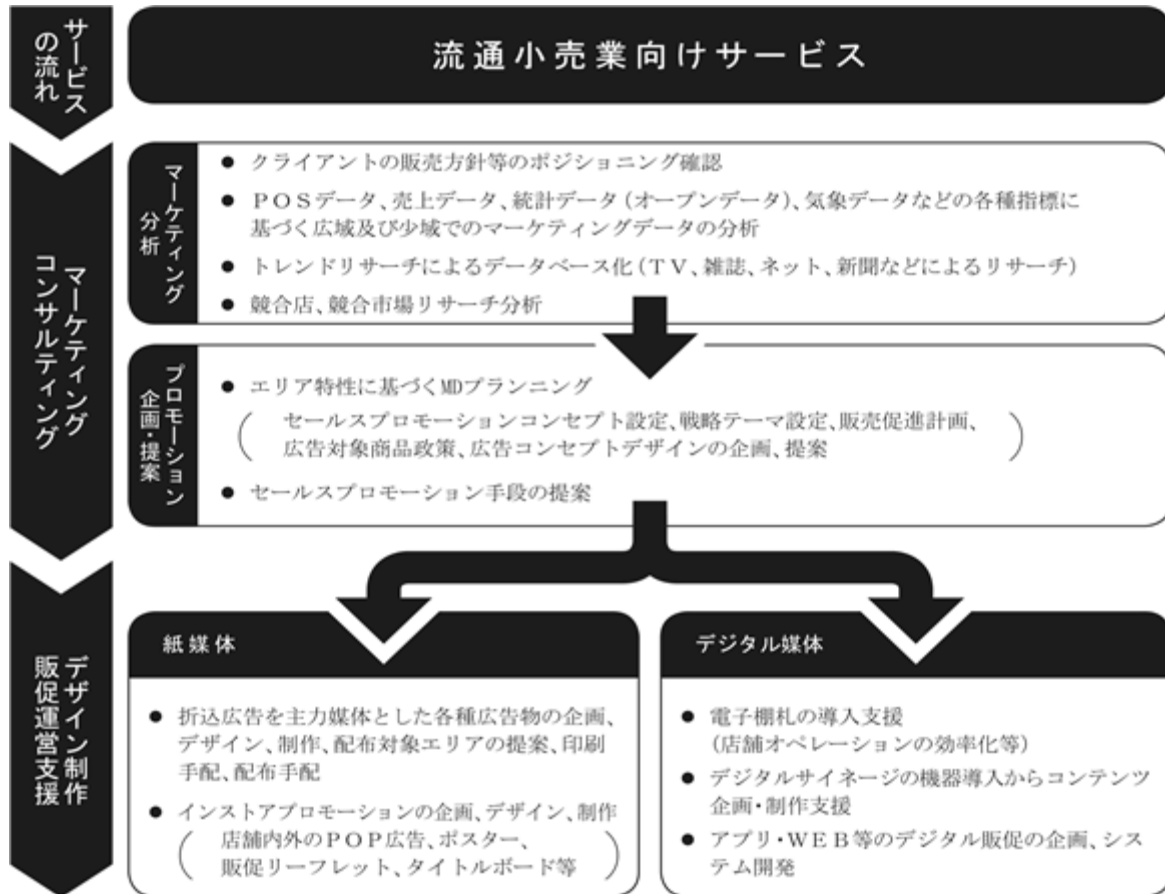 サービス
の流れ
流通小売業向けサービス
マーケティング
コンサルティング
マーケティング
分析
● クライアントの販売方針等のポジショニング確認
● POSデータ、売上データ、統計データ(オープンデータ)、気象データなどの各種指標に
基づく広域及び少域でのマーケティングデータの分析
● トレンドリサーチによるデータベース化(TV、雑誌、ネット、新聞などによるリサーチ)
● 競合店、競合市場リサーチ分析
プロモーション
企画・提案
● エリア特性に基づくMDプランニング
(セールスプロモーションコンセプト設定、戦略テーマ設定、販売促進計画、
広告対象商品政策、広告コンセプトデザインの企画、提案)
● セールスプロモーション手段の提案
デザイン制作
販促運営支援
紙媒体
● 折込広告を主力媒体とした各種広告物の企画、
デザイン、制作、配布対象エリアの提案、印刷
手配、配布手配
● インストアプロモーションの企画、デザイン、制作
(店舗内外のPOP広告、ポスター、
販促リーフレット、タイトルボード等)
デジタル媒体
● 電子棚札の導入支援
(店舗オペレーションの効率化等)
● デジタルサイネージの機器導入からコンテンツ
企画・制作支援
● アプリ・WEB等のデジタル販促の企画、シス
テム開発